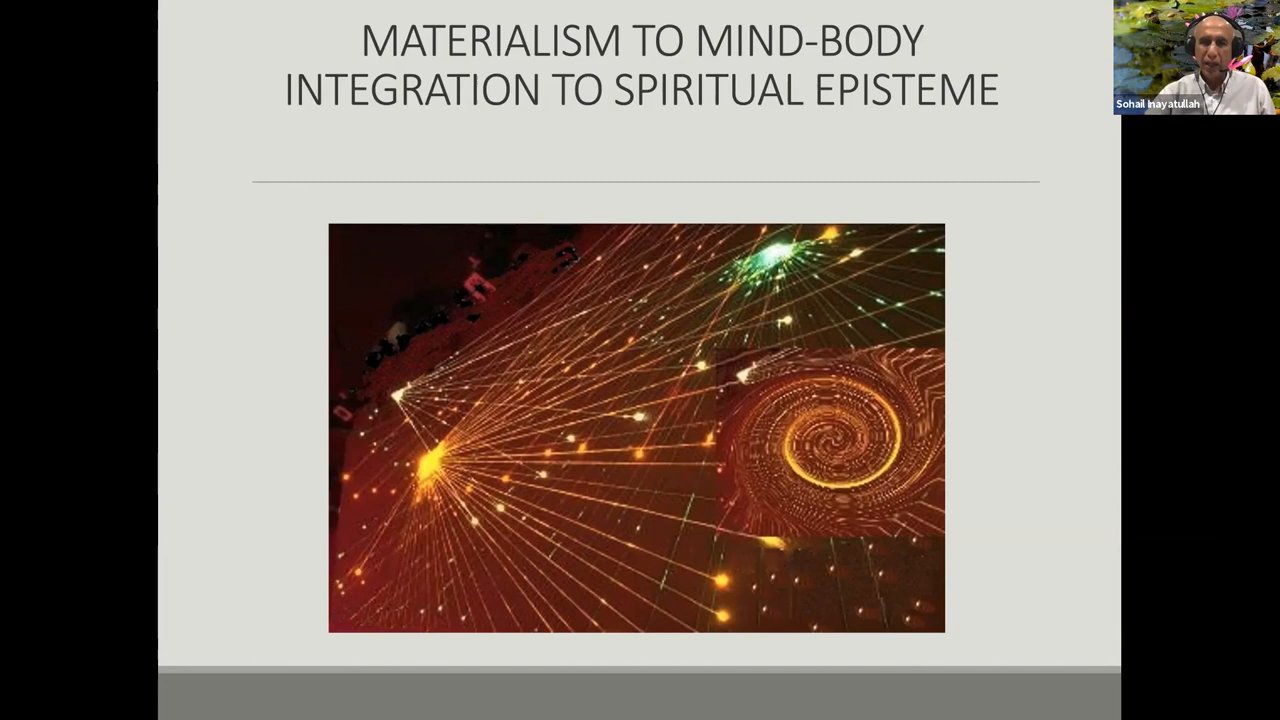 MATERIALISM TO MIND-BODY
INTEGRATION TO SPIRITUAL EPISTEME
Sohail Inayatullah